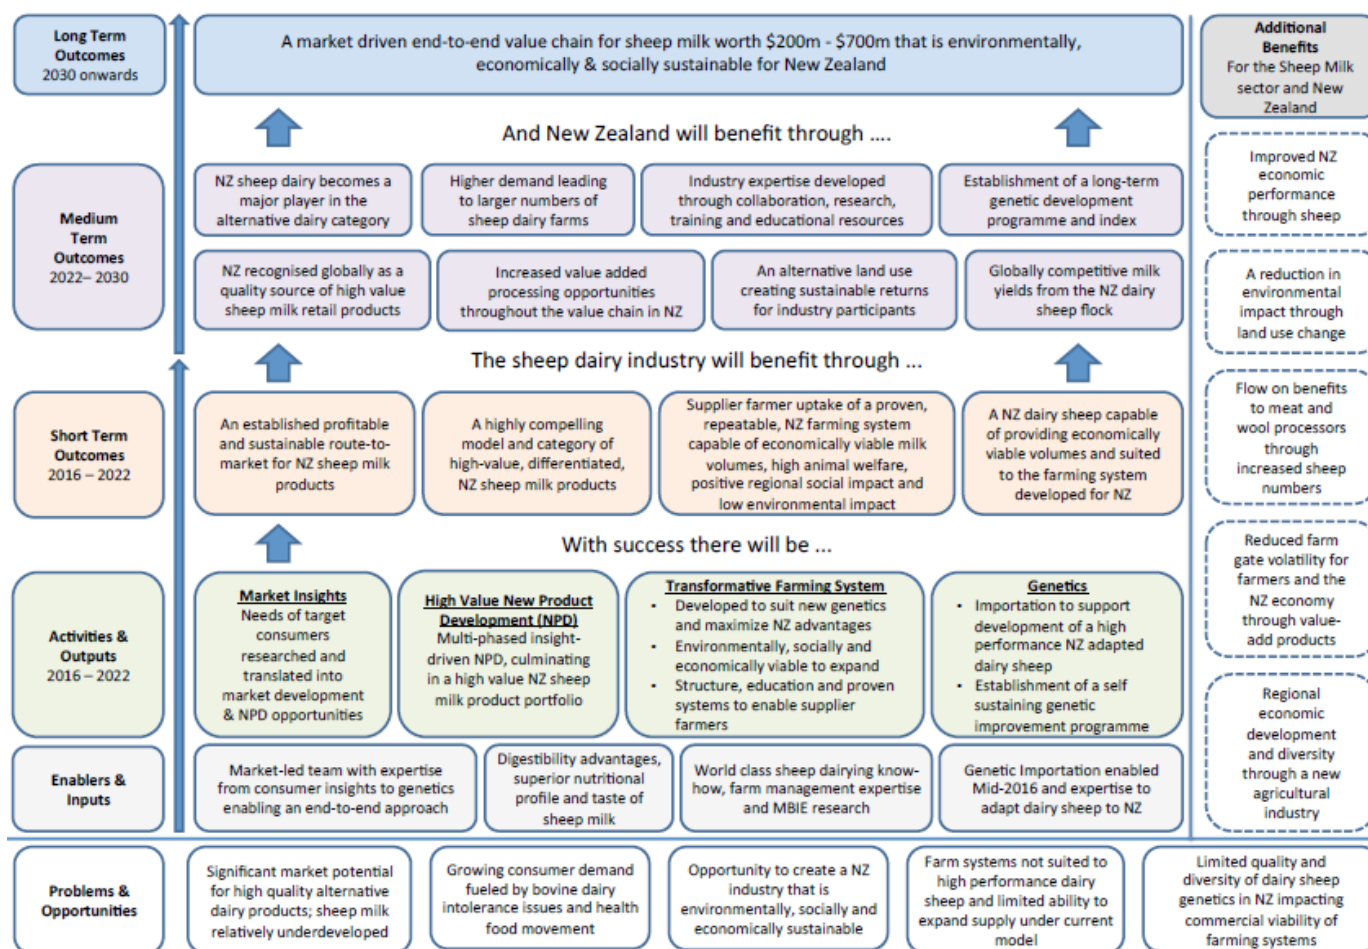 Long Term
Outcomes
2030 onwards
A market driven end-to-end value chain for sheep milk worth $200m - $700m that is environmentally,
economically & socially sustainable for New Zealand
Additional
Benefits
For the Sheep Milk
sector and New
Zealand
And New Zealand will benefit through ....
Medium
Term
Outcomes
2022– 2030
NZ sheep dairy becomes a
major player in the
alternative dairy category
Higher demand leading
to larger numbers of
sheep dairy farms
Industry expertise developed
through collaboration, research,
training and educational resources
Establishment of a long-term
genetic development
programme and index
NZ recognised globally as a
quality source of high value
sheep milk retail products
Increased value added
processing opportunities
throughout the value chain in NZ
An alternative land use
creating sustainable returns
for industry participants
Globally competitive milk
yields from the NZ dairy
sheep flock
Improved NZ
economic
performance
through sheep
A reduction in
environmental
impact through
land use change
The sheep dairy industry will benefit through ...
Short Term
Outcomes
2016 – 2022
An established profitable
and sustainable route-to-
market for NZ sheep milk
products
A highly compelling
model and category of
high-value, differentiated,
NZ sheep milk products
Supplier farmer uptake of a proven,
repeatable, NZ farming system
capable of economically viable milk
volumes, high animal welfare,
positive regional social impact and
low environmental impact
A NZ dairy sheep capable
of providing economically
viable volumes and suited
to the farming system
developed for NZ
Flow on benefits
to meat and
wool processors
through
increased sheep
numbers
With success there will be ...
Activities &
Outputs
2016 – 2022
Market Insights
Needs of target
consumers
researched and
translated into
market development
& NPD opportunities
High Value New Product
Development (NPD)
Multi-phased insight-
driven NPD, culminating
in a high value NZ sheep
milk product portfolio
Transformative Farming System
• Developed to suit new genetics
and maximize NZ advantages
• Environmentally, socially and
economically viable to expand
• Structure, education and proven
systems to enable supplier
farmers
Genetics
• Importation to support
development of a high
performance NZ adapted
dairy sheep
• Establishment of a self
sustaining genetic
improvement programme
Reduced farm
gate volatility for
farmers and the
NZ economy
through value-
add products
Regional
economic
development
and diversity
through a new
agricultural
industry
Enablers &
Inputs
Market-led team with expertise
from consumer insights to genetics
enabling an end-to-end approach
Digestibility advantages,
superior nutritional
profile and taste of
sheep milk
World class sheep dairying know-
how, farm management expertise
and MBIE research
Genetic Importation enabled
Mid-2016 and expertise to
adapt dairy sheep to NZ
Problems &
Opportunities
Significant market potential
for high quality alternative
dairy products; sheep milk
relatively underdeveloped
Growing consumer demand
fueled by bovine dairy
intolerance issues and health
food movement
Opportunity to create a NZ
industry that is
environmentally, socially and
economically sustainable
Farm systems not suited to
high performance dairy
sheep and limited ability to
expand supply under current
model
Limited quality and
diversity of dairy sheep
genetics in NZ impacting
commercial viability of
farming systems